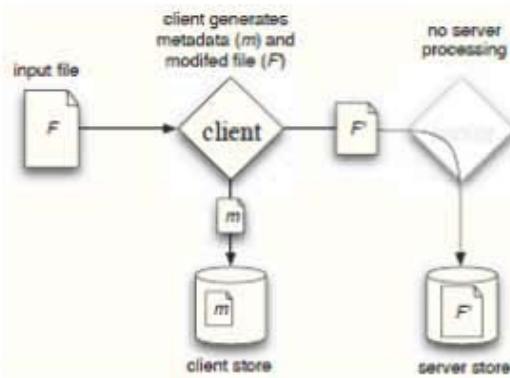 client generates
metadata (m) and
modifed file (F')
no server
processing
input file
F
client
F'
m
m
F'
client store
server store